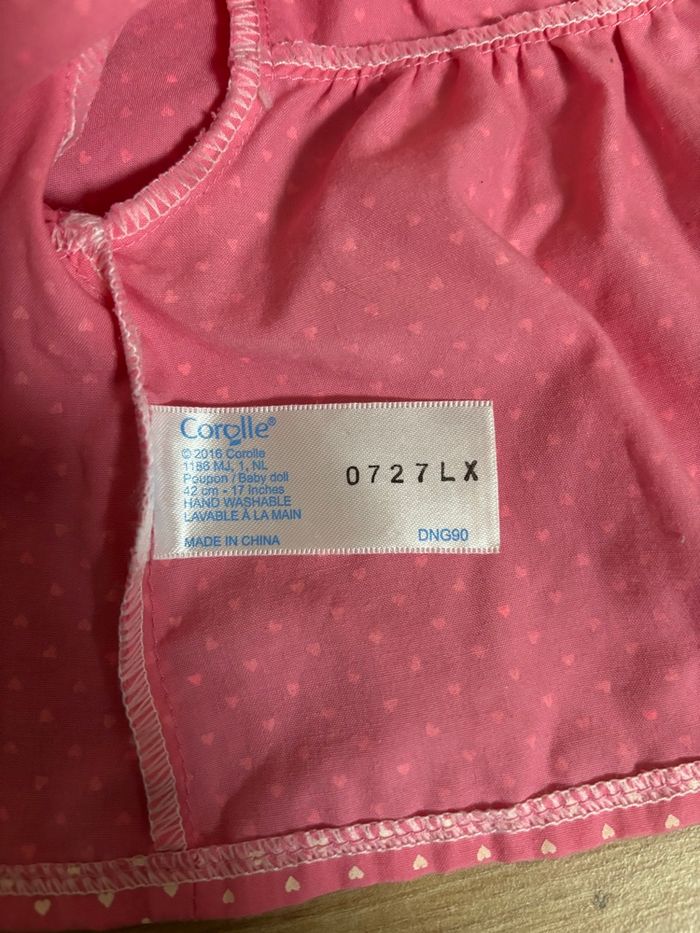 Corolle®
© 2016 Corolle
1186 MJ, 1, NL
Poupon / Baby doll
42 cm - 17 inches
HAND WASHABLE
LAVABLE À LA MAIN
MADE IN CHINA
0727LX
DNG90